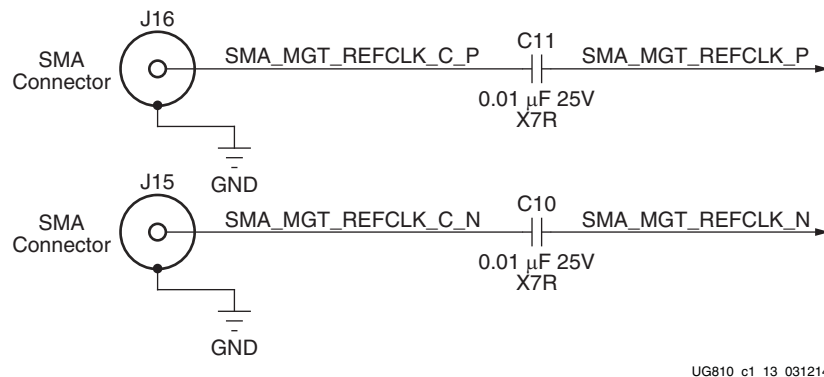 J16
SMA
Connector
SMA_MGT_REFCLK_C_P
C11
SMA_MGT_REFCLK_P
0.01 μF 25V
X7R
GND
J15
SMA
Connector
SMA_MGT_REFCLK_C_N
C10
SMA_MGT_REFCLK_N
0.01 μF 25V
X7R
GND
UG810_c1_13_031214